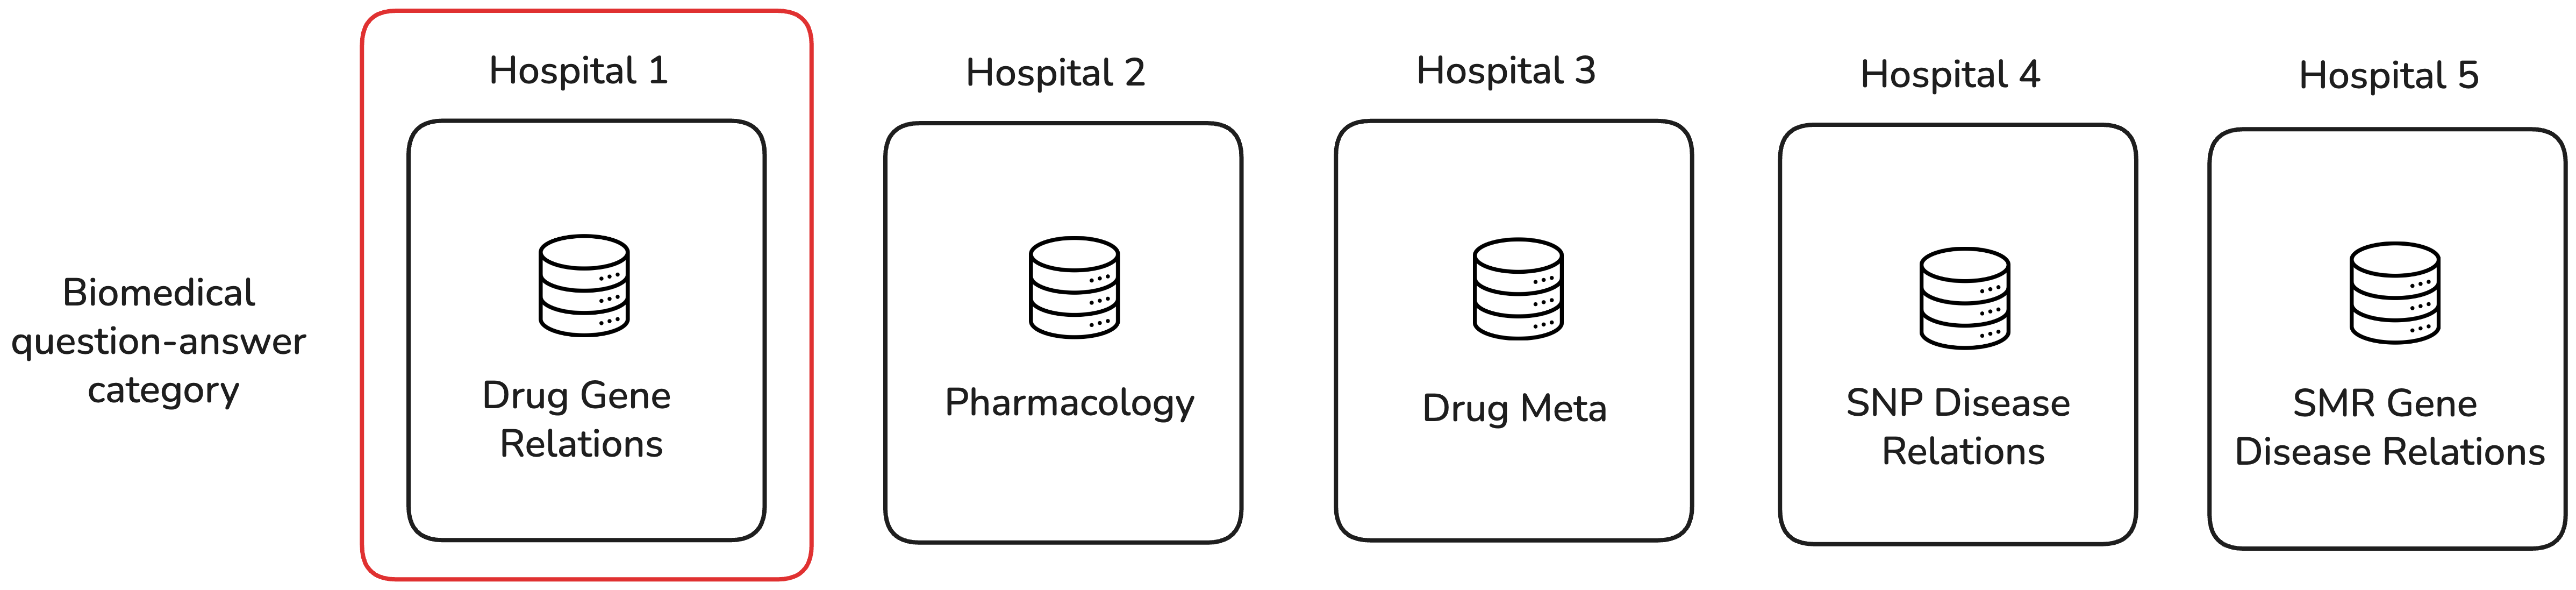 Hospital 1
Hospital 2
Hospital 3
Hospital 4
Hospital 5
Biomedical
question-answer
category
Drug Gene
Relations
Pharmacology
Drug Meta
SNP Disease
Relations
SMR Gene
Disease Relations